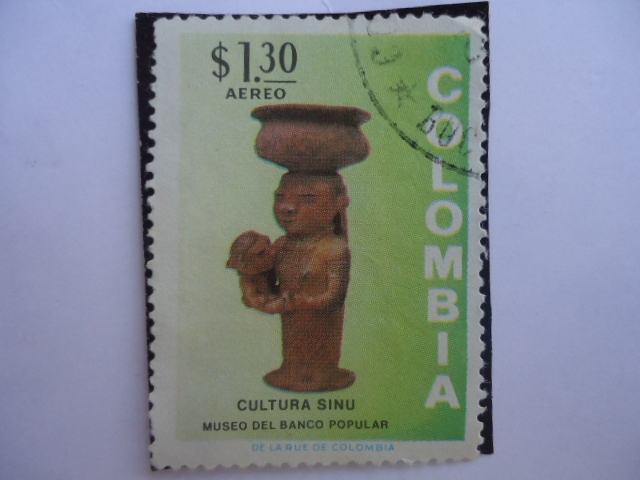 $1.30
AEREO
COLOMBIA
CULTURA SINU
MUSEO DEL BANCO POPULAR
DE LA RUE DE COLOMBIA